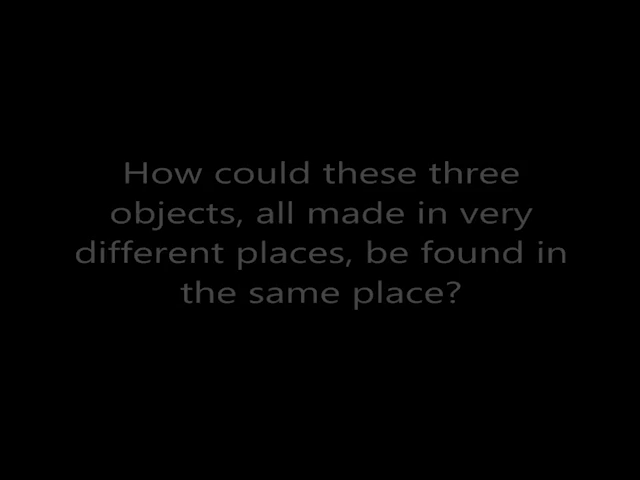 How could these three
objects, all made in very
different places, be found in
the same place?